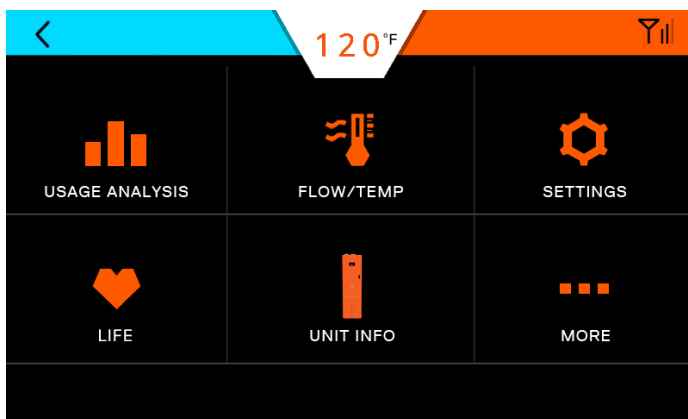 120°F
USAGE ANALYSIS
FLOW/TEMP
SETTINGS
LIFE
UNIT INFO
MORE